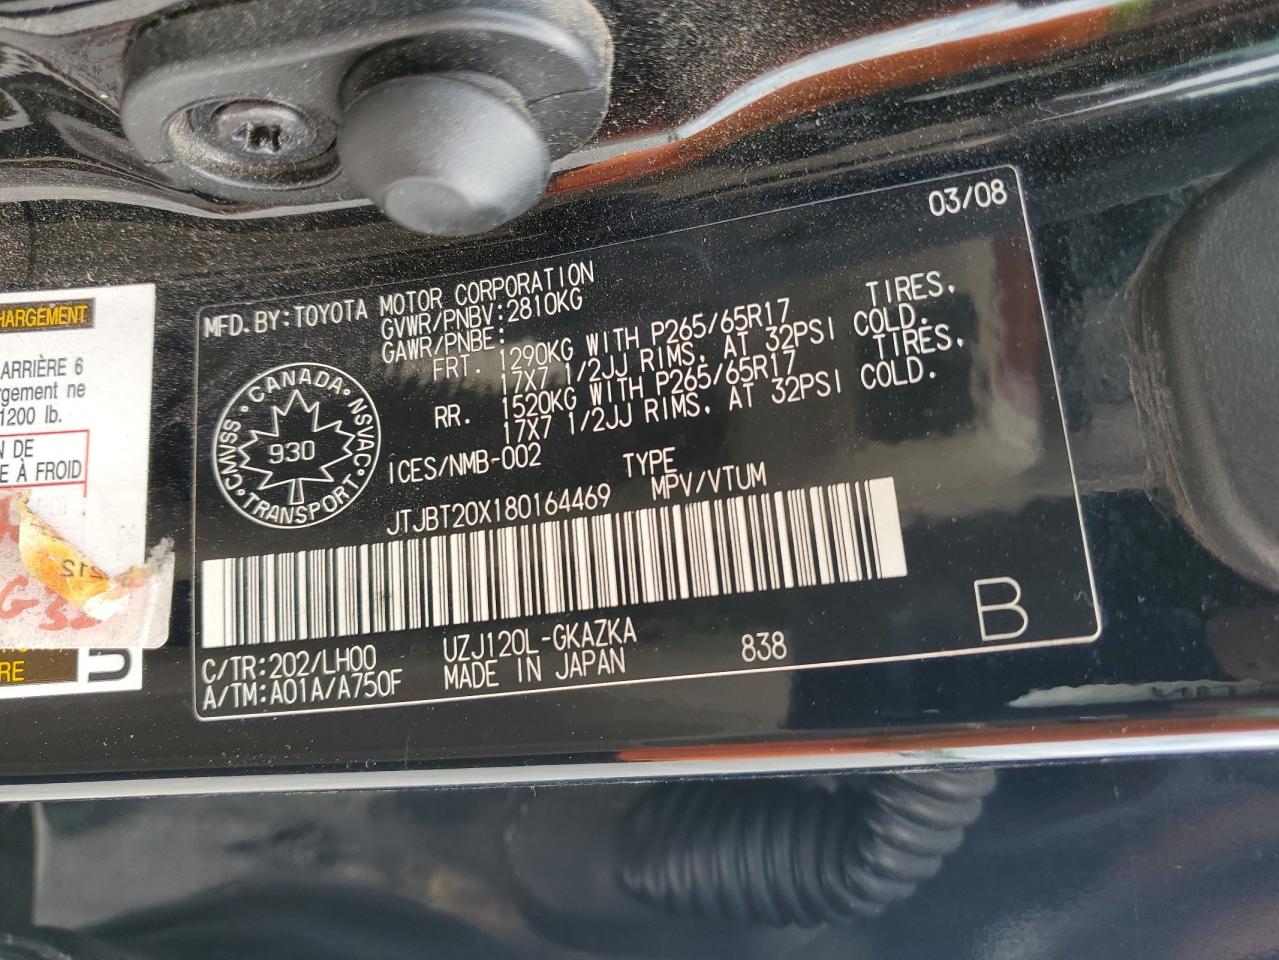 03/08
MFD.BY:TOYOTA MOTOR CORPORATION
GVWR/PNBV:2810KG
GAWR/PNBE:
FRT. 1290KG WITH P265/65R17 TIRES,
17X7 1/2JJ RIMS, AT 32PSI COLD.
RR. 1520KG WITH P265/65R17 TIRES,
17X7 1/2JJ RIMS, AT 32PSI COLD.
CANADA·NSVAC·TRANSPORT·CMVSS·
930
ICES/NMB-002
TYPE
MPV/VTUM
JTJBT20X180164469
C/TR:202/LH00
UZJ120L-GKAZKA
838
B
A/TM:A01A/A750F
MADE IN JAPAN
HARGEMENT
ARRIÈRE 6
rgement ne
1200 lb.
N DE
E À FROID
212
RE